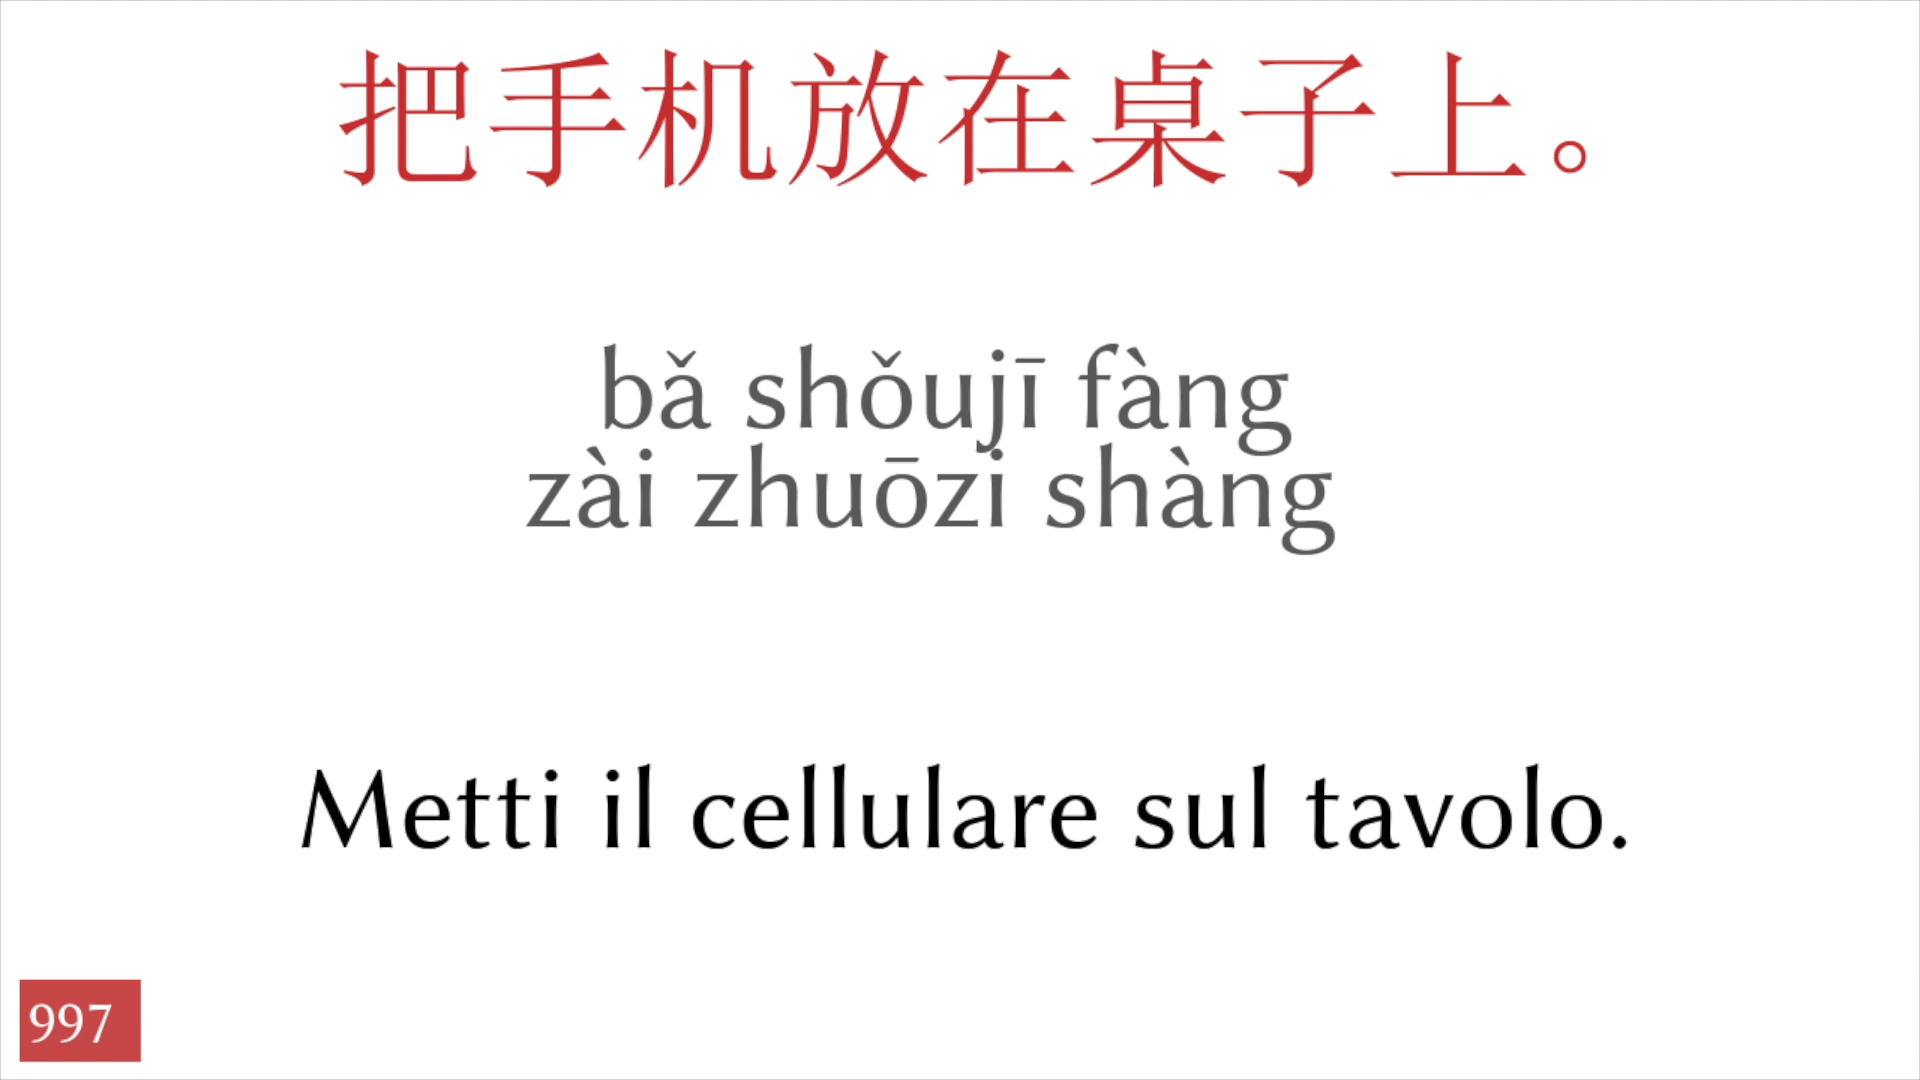 把手机放在桌子上。
bǎ shǒujī fàng
zài zhuōzi shàng
Metti il cellulare sul tavolo.
997